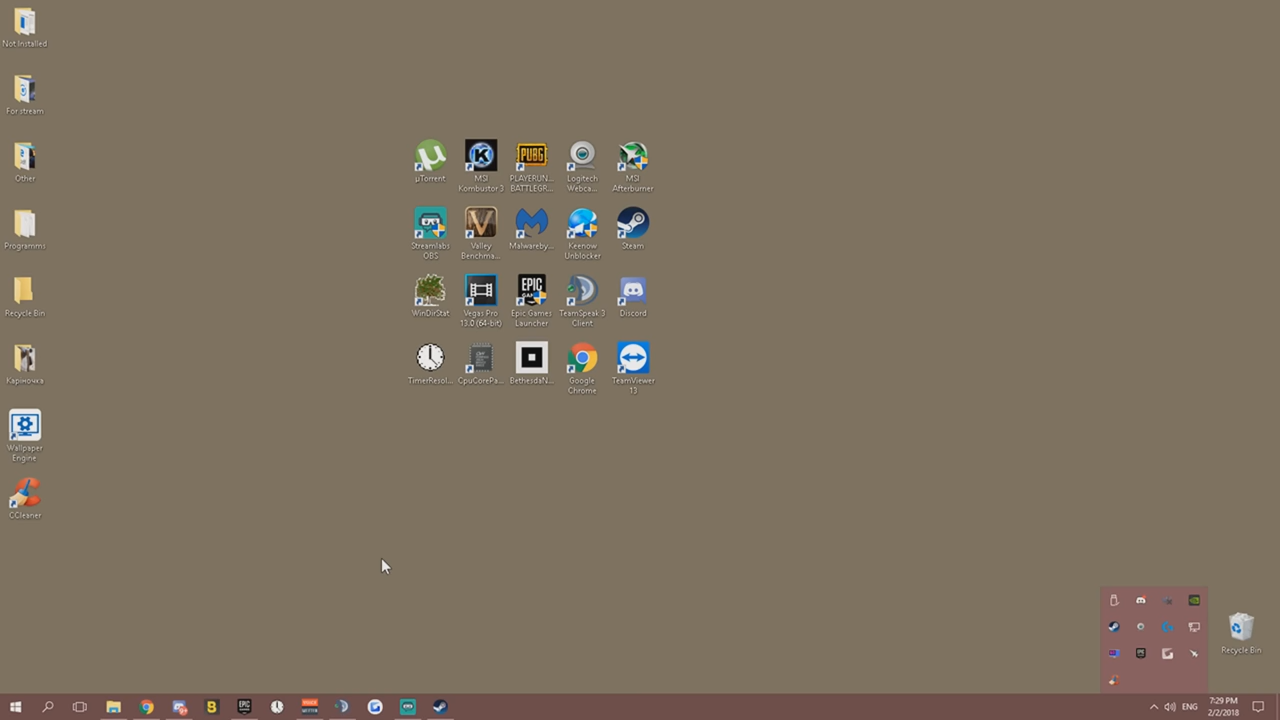 Not Installed
For stream
Other
Programms
Recycle Bin
Каріночка
Wallpaper
Engine
CCleaner
µTorrent
MSI
Kombustor 3
PLAYERUN...
BATTLEGR...
Logitech
Webca...
MSI
Afterburner
Streamlabs
OBS
Valley
Benchma...
Malwareby...
Keenow
Unblocker
Steam
WinDirStat
Vegas Pro
13.0 (64-bit)
Epic Games
Launcher
TeamSpeak 3
Client
Discord
TimerResol...
CpuCorePa...
BethesdaN...
Google
Chrome
TeamViewer
13
PUBG
EPIC
Recycle Bin
ENG
7:29 PM
2/2/2018